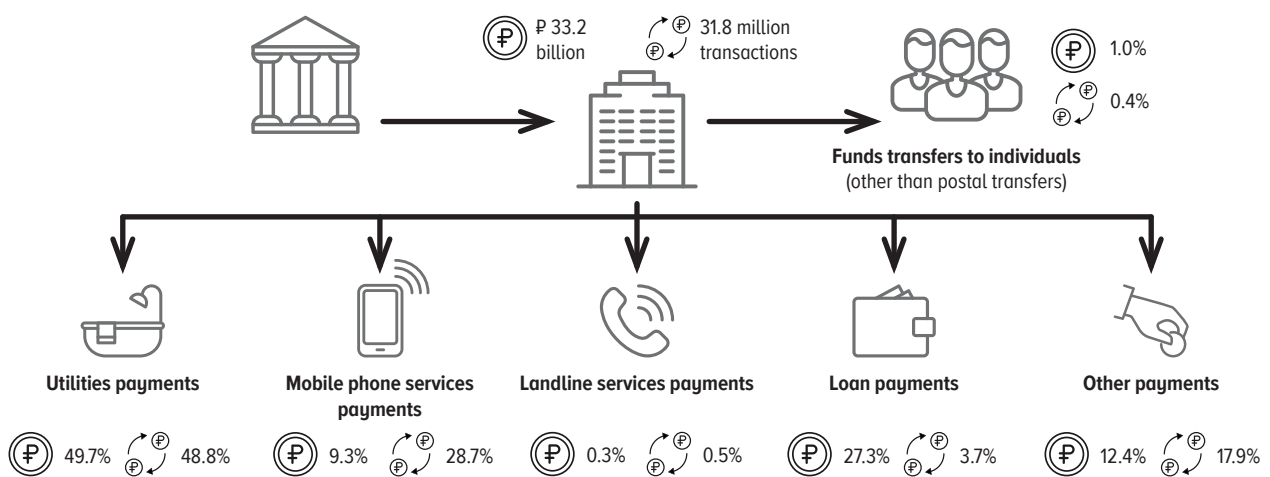 ₽ 33.2
billion
31.8 million
transactions
1.0%
0.4%
Funds transfers to individuals
(other than postal transfers)
Utilities payments
Mobile phone services
payments
Landline services payments
Loan payments
Other payments
49.7% 48.8%
9.3% 28.7%
0.3% 0.5%
27.3% 3.7%
12.4% 17.9%